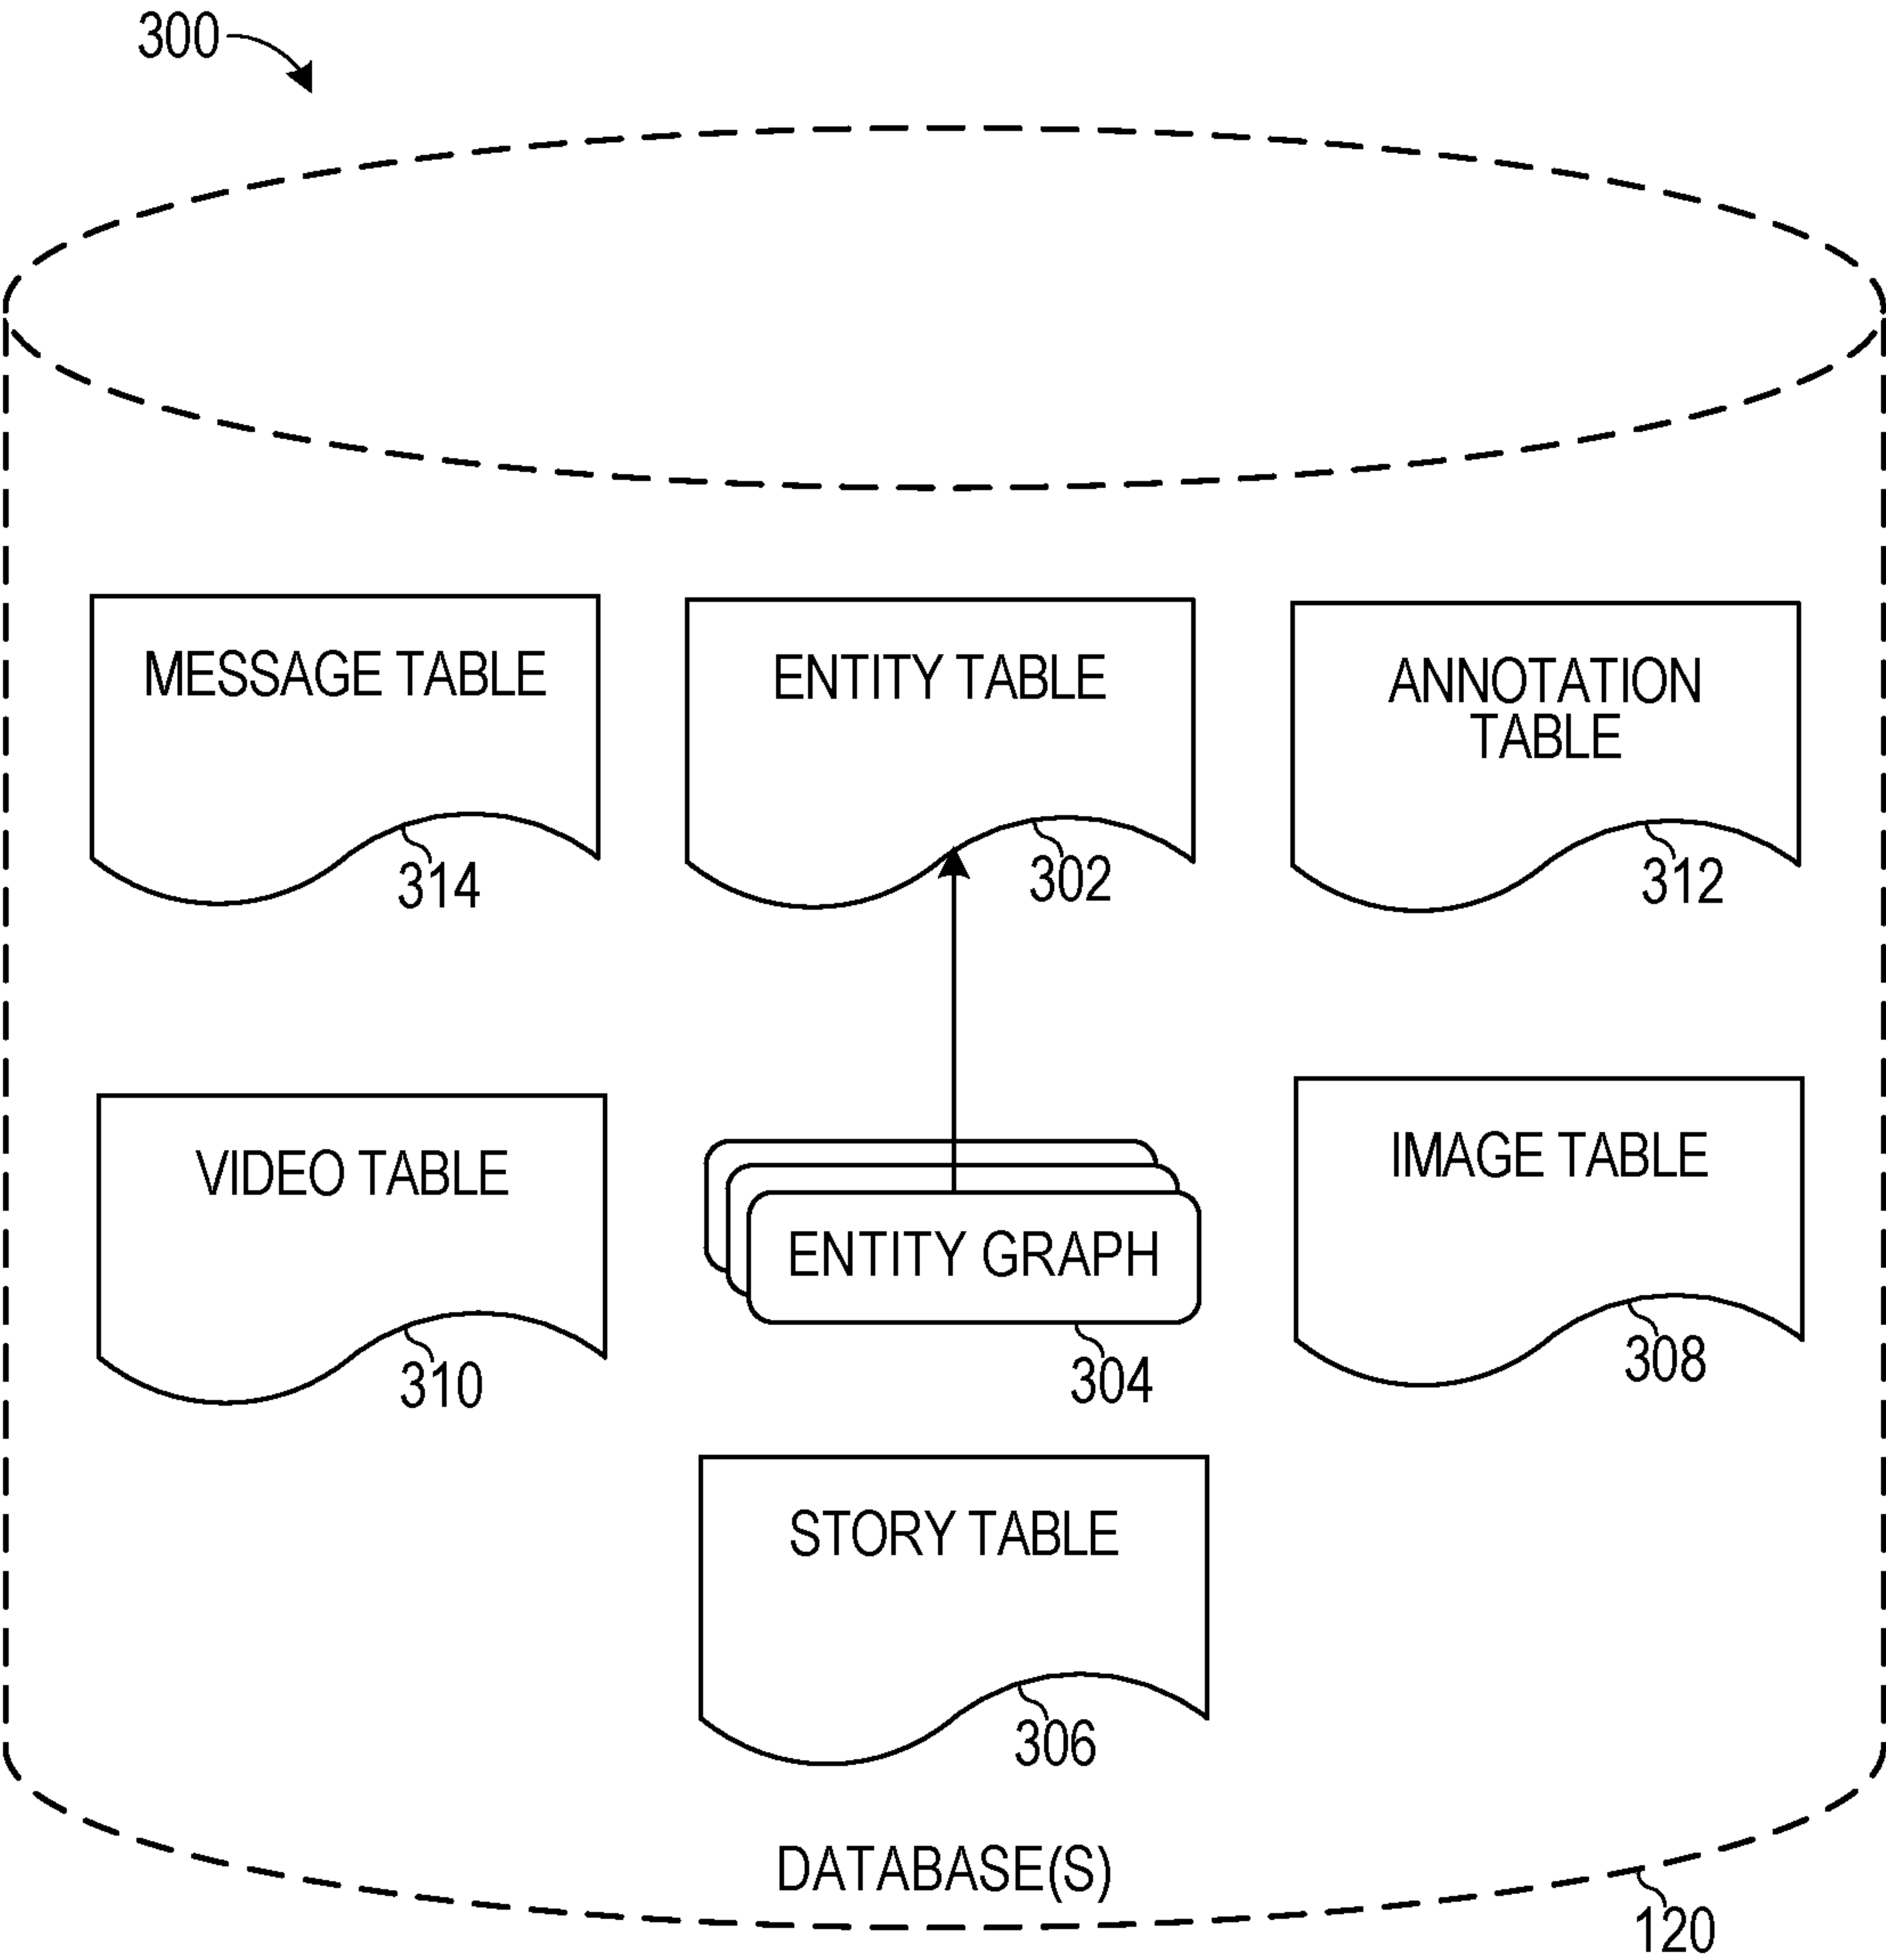 300
MESSAGE TABLE
314
ENTITY TABLE
302
ANNOTATION
TABLE
312
VIDEO TABLE
310
ENTITY GRAPH
304
IMAGE TABLE
308
STORY TABLE
306
DATABASE(S)
120